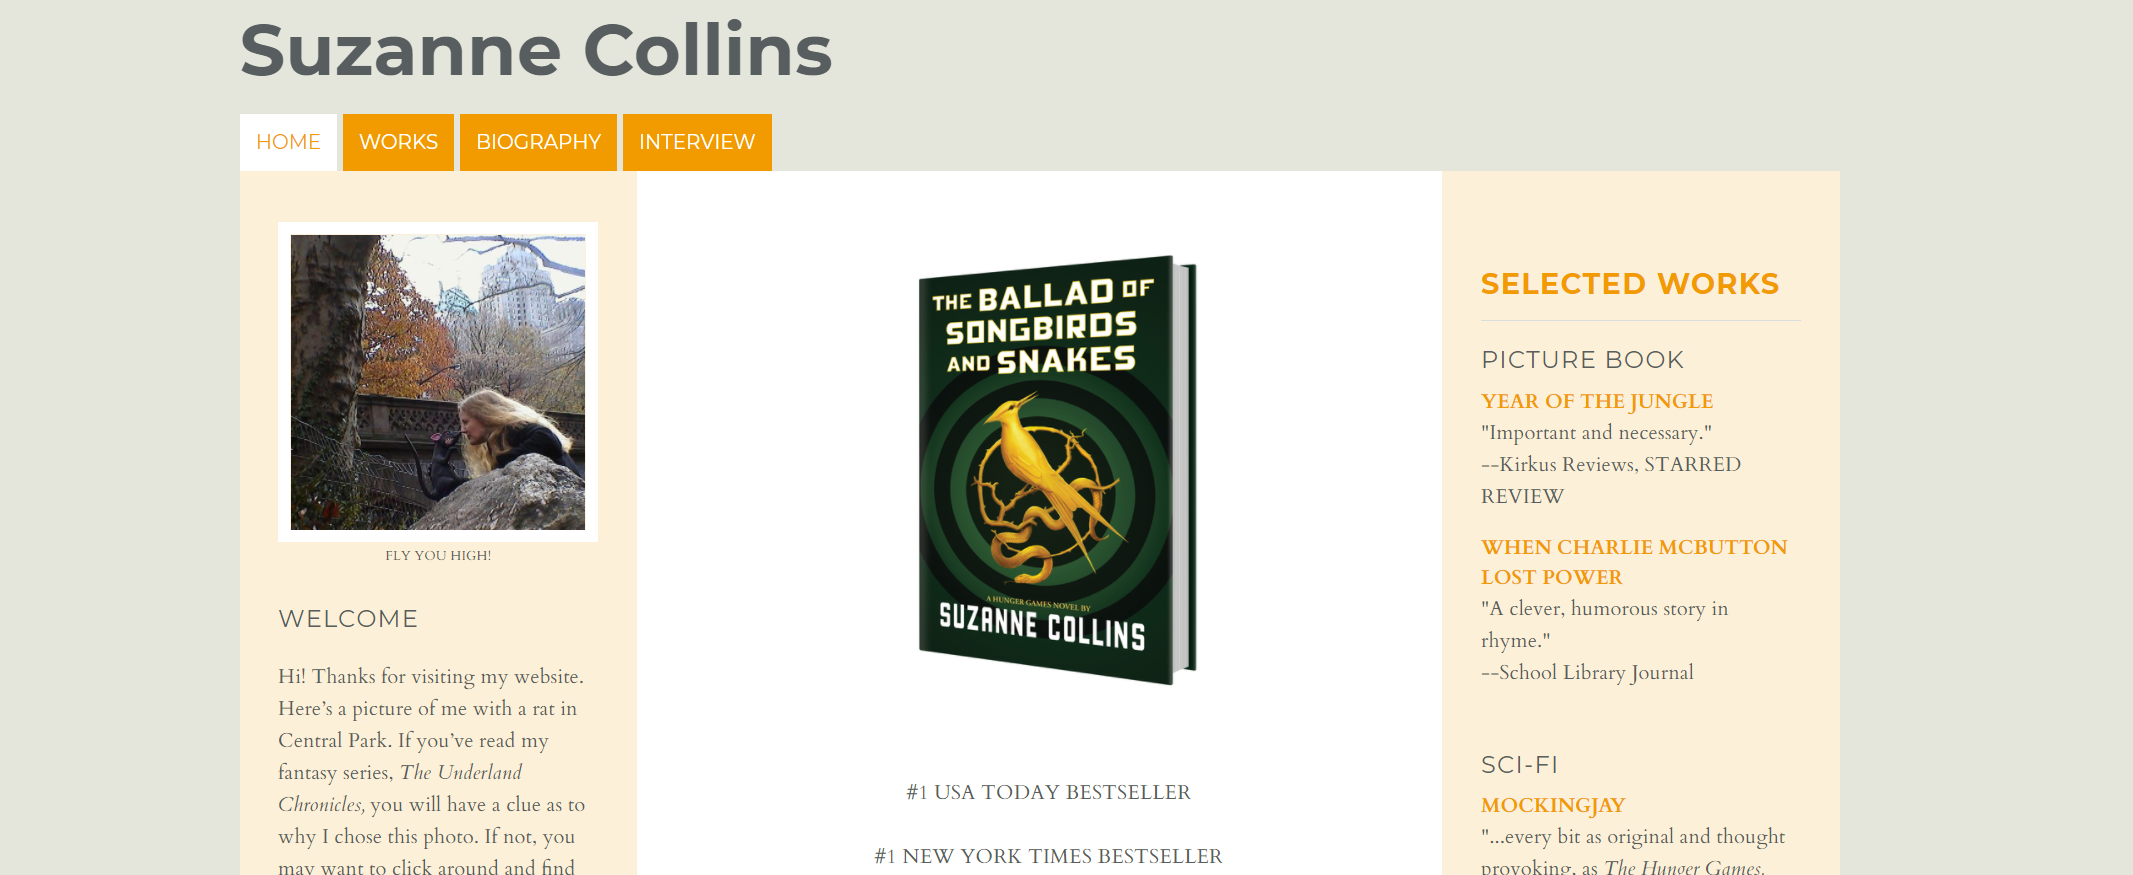 Suzanne Collins
HOME
WORKS
BIOGRAPHY
INTERVIEW
FLY YOU HIGH!
WELCOME
Hi! Thanks for visiting my website.
Here’s a picture of me with a rat in
Central Park. If you’ve read my
fantasy series, The Underland
Chronicles, you will have a clue as to
why I chose this photo. If not, you
may want to click around and find
THE BALLAD OF
SONGBIRDS
AND SNAKES
A HUNGER GAMES NOVEL BY
SUZANNE COLLINS
#1 USA TODAY BESTSELLER
#1 NEW YORK TIMES BESTSELLER
SELECTED WORKS
PICTURE BOOK
YEAR OF THE JUNGLE
"Important and necessary."
--Kirkus Reviews, STARRED
REVIEW
WHEN CHARLIE MCBUTTON
LOST POWER
"A clever, humorous story in
rhyme."
--School Library Journal
SCI-FI
MOCKINGJAY
"...every bit as original and thought
provoking, as The Hunger Games.